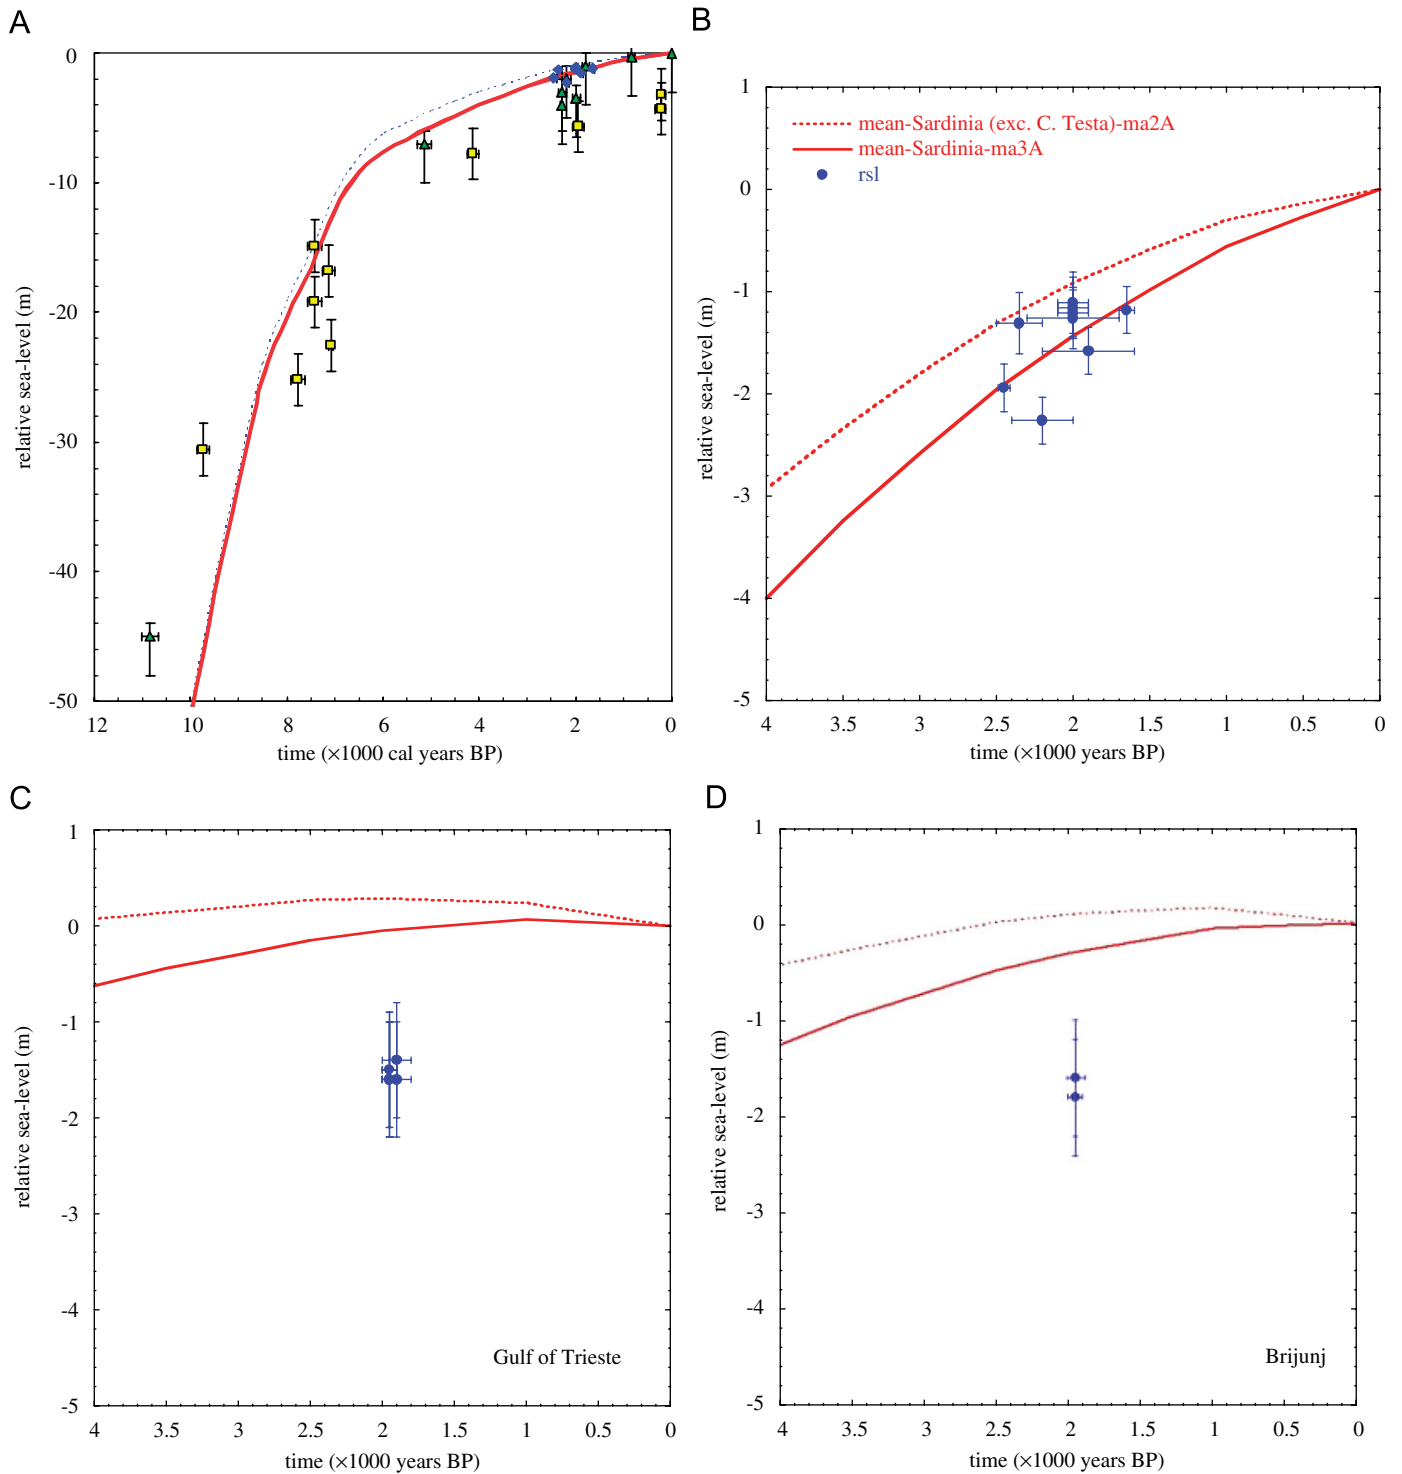 A
0
-10
-20
-30
-40
-50
relative sea-level (m)
12 10 8 6 4 2 0
time (×1000 cal years BP)
B
1
0
-1
-2
-3
-4
-5
relative sea-level (m)
mean-Sardinia (exc. C. Testa)-ma2A
mean-Sardinia-ma3A
rsl
4 3.5 3 2.5 2 1.5 1 0.5 0
time (×1000 years BP)
C
1
0
-1
-2
-3
-4
-5
relative sea-level (m)
Gulf of Trieste
4 3.5 3 2.5 2 1.5 1 0.5 0
time (×1000 years BP)
D
1
0
-1
-2
-3
-4
-5
relative sea-level (m)
Brijunj
4 3.5 3 2.5 2 1.5 1 0.5 0
time (×1000 years BP)